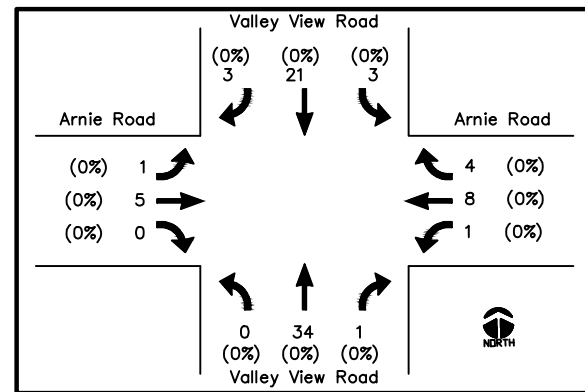 Valley View Road
(0%) (0%) (0%)
3 21 3
Arnie Road
Arnie Road
(0%) 1
4 (0%)
(0%) 5
8 (0%)
(0%) 0
1 (0%)
0 34 1
(0%) (0%) (0%)
Valley View Road
NORTH